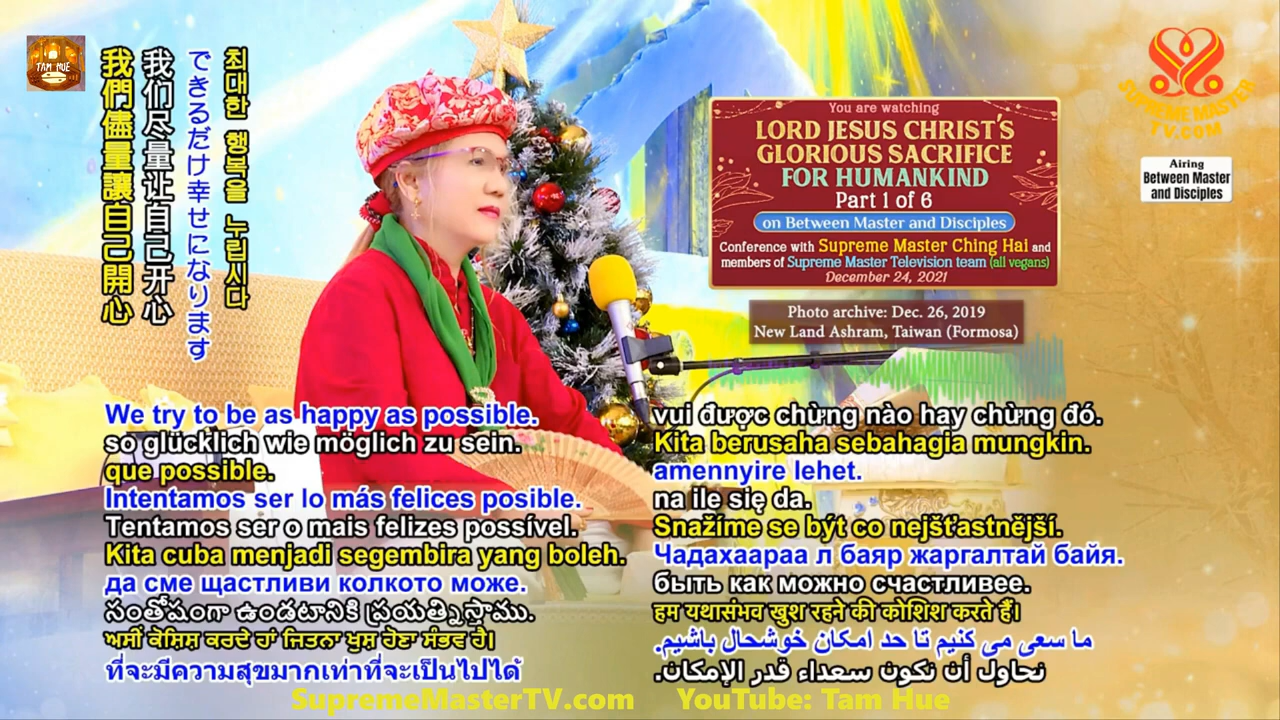 TAM HUE
最대한 행복을 누립시다
できるだけ幸せになります
我们尽量让自己开心
我們儘量讓自己開心
You are watching
LORD JESUS CHRIST'S
GLORIOUS SACRIFICE
FOR HUMANKIND
Part 1 of 6
on Between Master and Disciples
Conference with Supreme Master Ching Hai and
members of Supreme Master Television team (all vegans)
December 24, 2021
Photo archive: Dec. 26, 2019
New Land Ashram, Taiwan (Formosa)
SUPREME MASTER
TV.COM
Airing
Between Master
and Disciples
We try to be as happy as possible.
so glücklich wie möglich zu sein.
que possible.
Intentamos ser lo más felices posible.
Tentamos ser o mais felizes possível.
Kita cuba menjadi segembira yang boleh.
да сме щастливи колкото може.
సంతోషంగా ఉండటానికి ప్రయత్నిస్తాము.
ਅਸੀਂ ਕੋਸ਼ਿਸ਼ ਕਰਦੇ ਹਾਂ ਜਿਤਨਾ ਖੁਸ਼ ਹੋਣਾ ਸੰਭਵ ਹੈ।
ที่จะมีความสุขมากเท่าที่จะเป็นไปได้
vui được chừng nào hay chừng đó.
Kita berusaha sebahagia mungkin.
amennyire lehet.
na ile się da.
Snažíme se být co nejšťastnější.
Чадахаараа л баяр жаргалтай байя.
быть как можно счастливее.
हम यथासंभव खुश रहने की कोशिश करते हैं।
ما سعی می کنیم تا حد امکان خوشحال باشیم.
نحاول أن نكون سعداء قدر الإمكان.
SupremeMasterTV.com
YouTube: Tam Hue